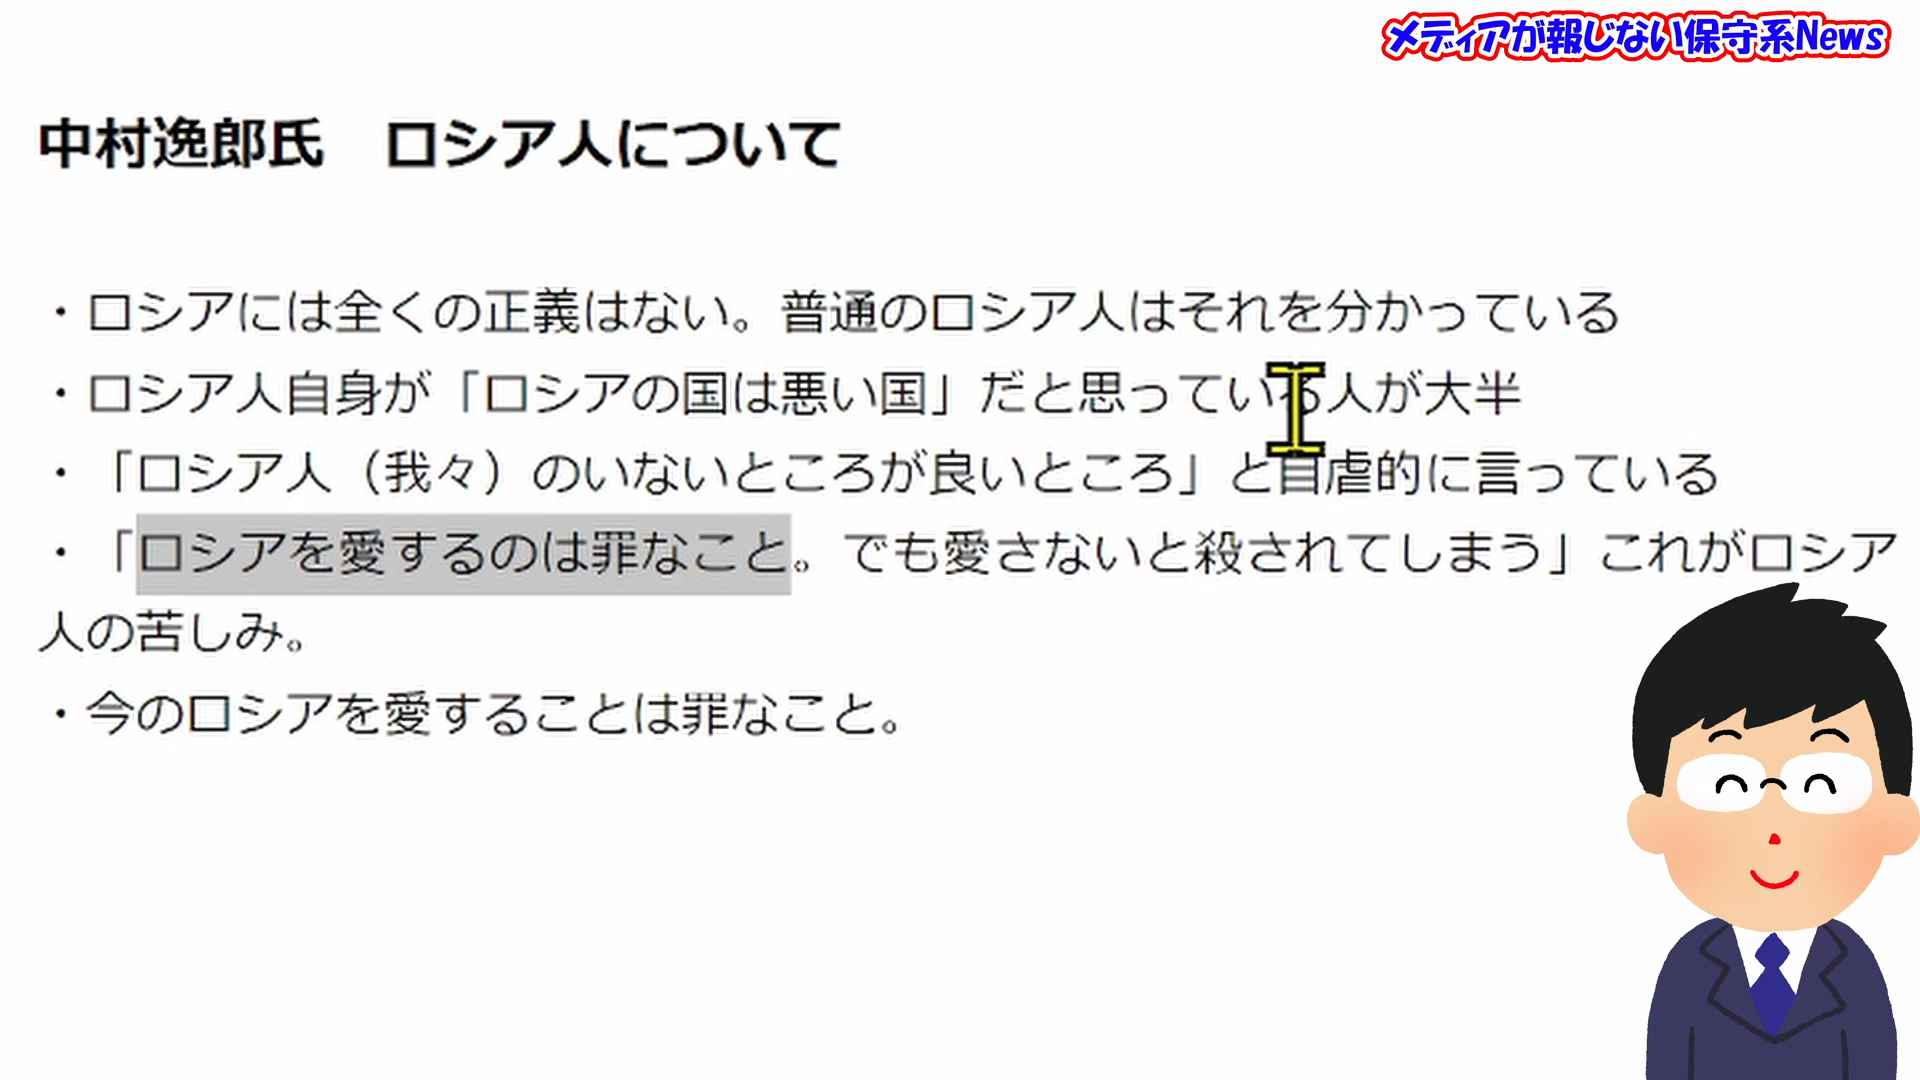 メディアが報じない保守系News
中村逸郎氏　ロシア人について
・ロシアには全くの正義はない。普通のロシア人はそれを分かっている
・ロシア人自身が「ロシアの国は悪い国」だと思っている人が大半
・「ロシア人（我々）のいないところが良いところ」と自虐的に言っている
・「ロシアを愛するのは罪なこと。でも愛さないと殺されてしまう」これがロシア
人の苦しみ。
・今のロシアを愛することは罪なこと。